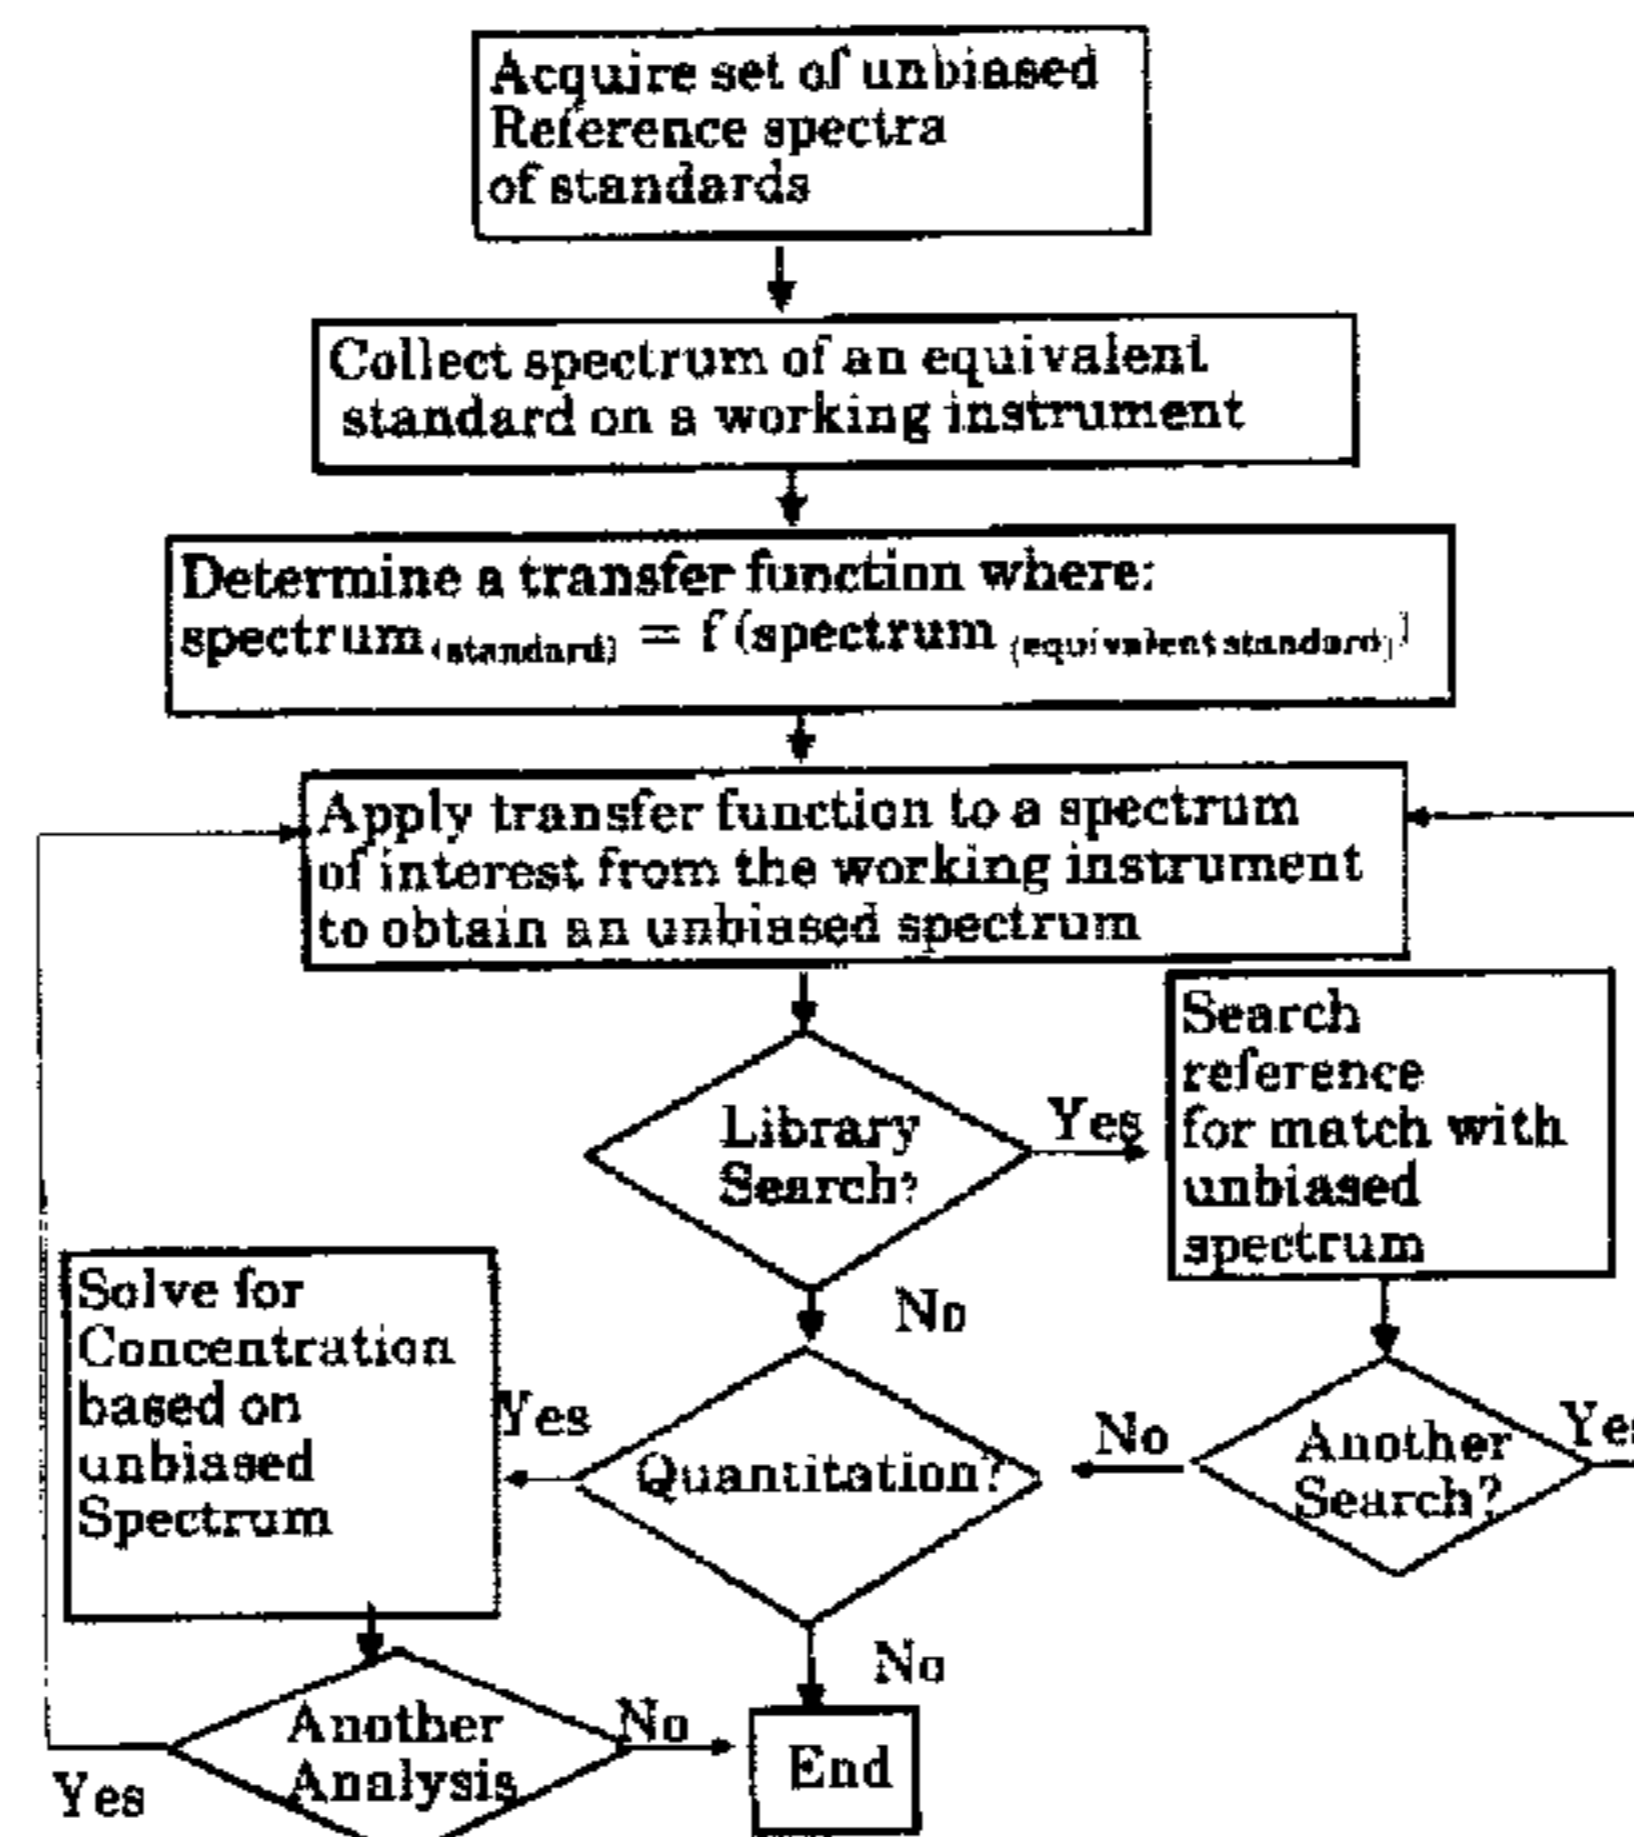 Acquire set of unbiased
Reference spectra
of standards
Collect spectrum of an equivalent
standard on a working instrument
Determine a transfer function where:
spectrum (standard) = f (spectrum (equivalent standard))
Apply transfer function to a spectrum
of interest from the working instrument
to obtain an unbiased spectrum
Library
Search?
Yes
Search
reference
for match with
unbiased
spectrum
No
Solve for
Concentration
based on
unbiased
Spectrum
Yes
Quantitation?
No
Another
Search?
Yes
No
Another
Analysis
No
End
Yes